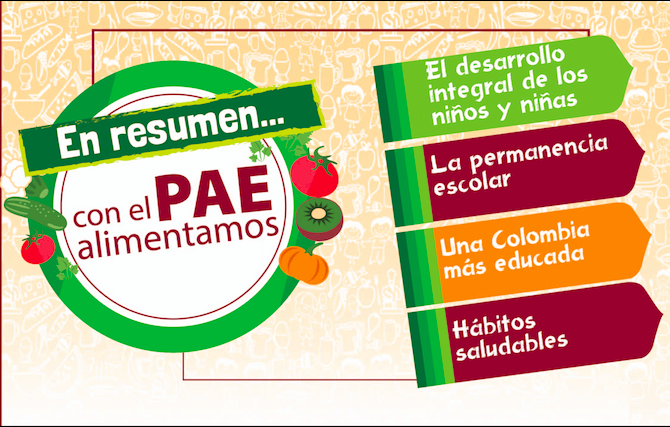 En resumen...
con el PAE
alimentamos
El desarrollo
integral de los
niños y niñas
La permanencia
escolar
Una Colombia
más educada
Hábitos
saludables